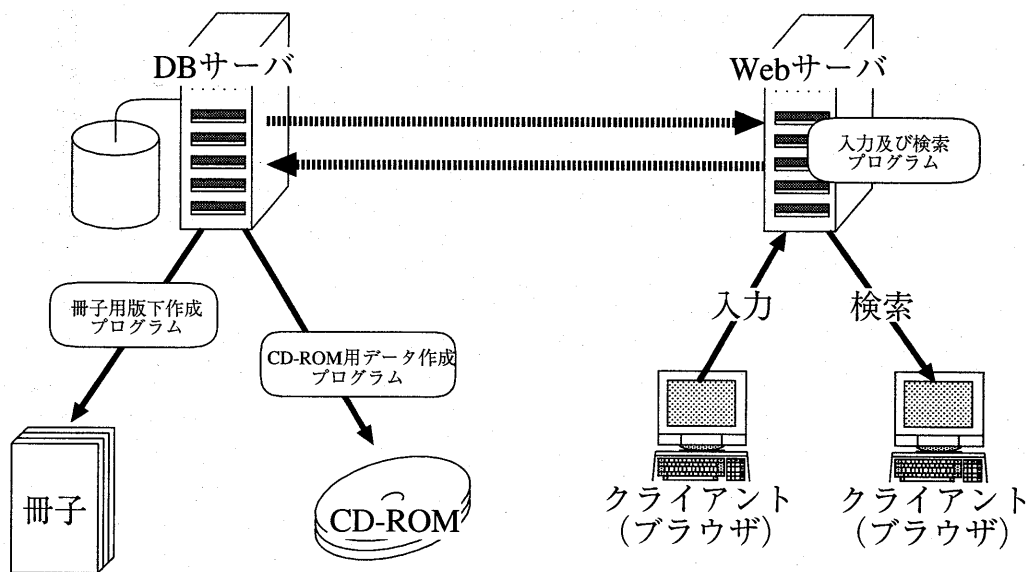 DBサーバ
Webサーバ
入力及び検索
プログラム
冊子用版下作成
プログラム
CD-ROM用データ作成
プログラム
入力
検索
冊子
CD-ROM
クライアント
(ブラウザ)
クライアント
(ブラウザ)